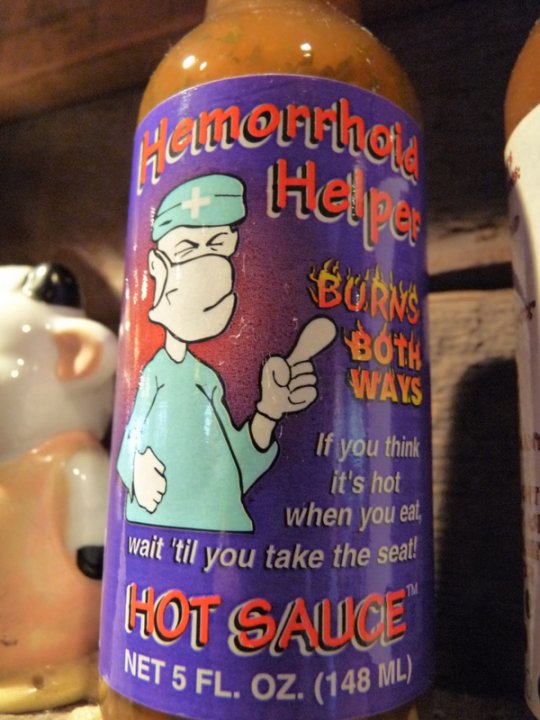 Hemorrhoid
Helper
BURNS
BOTH
WAYS
If you think
it's hot
when you eat,
wait 'til you take the seat!
HOT SAUCE™
NET 5 FL. OZ. (148 ML)